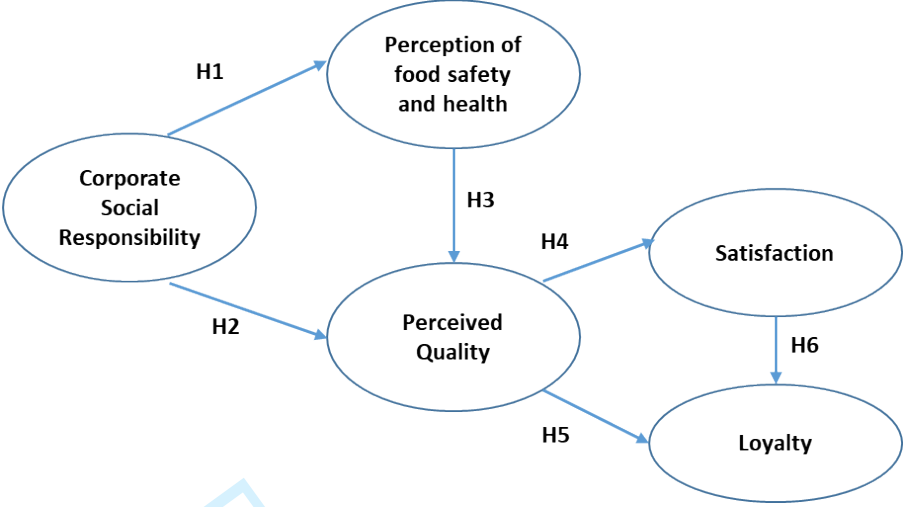 Perception of
food safety
and health
H1
Corporate
Social
Responsibility
H3
H4
Satisfaction
H2
Perceived
Quality
H6
H5
Loyalty